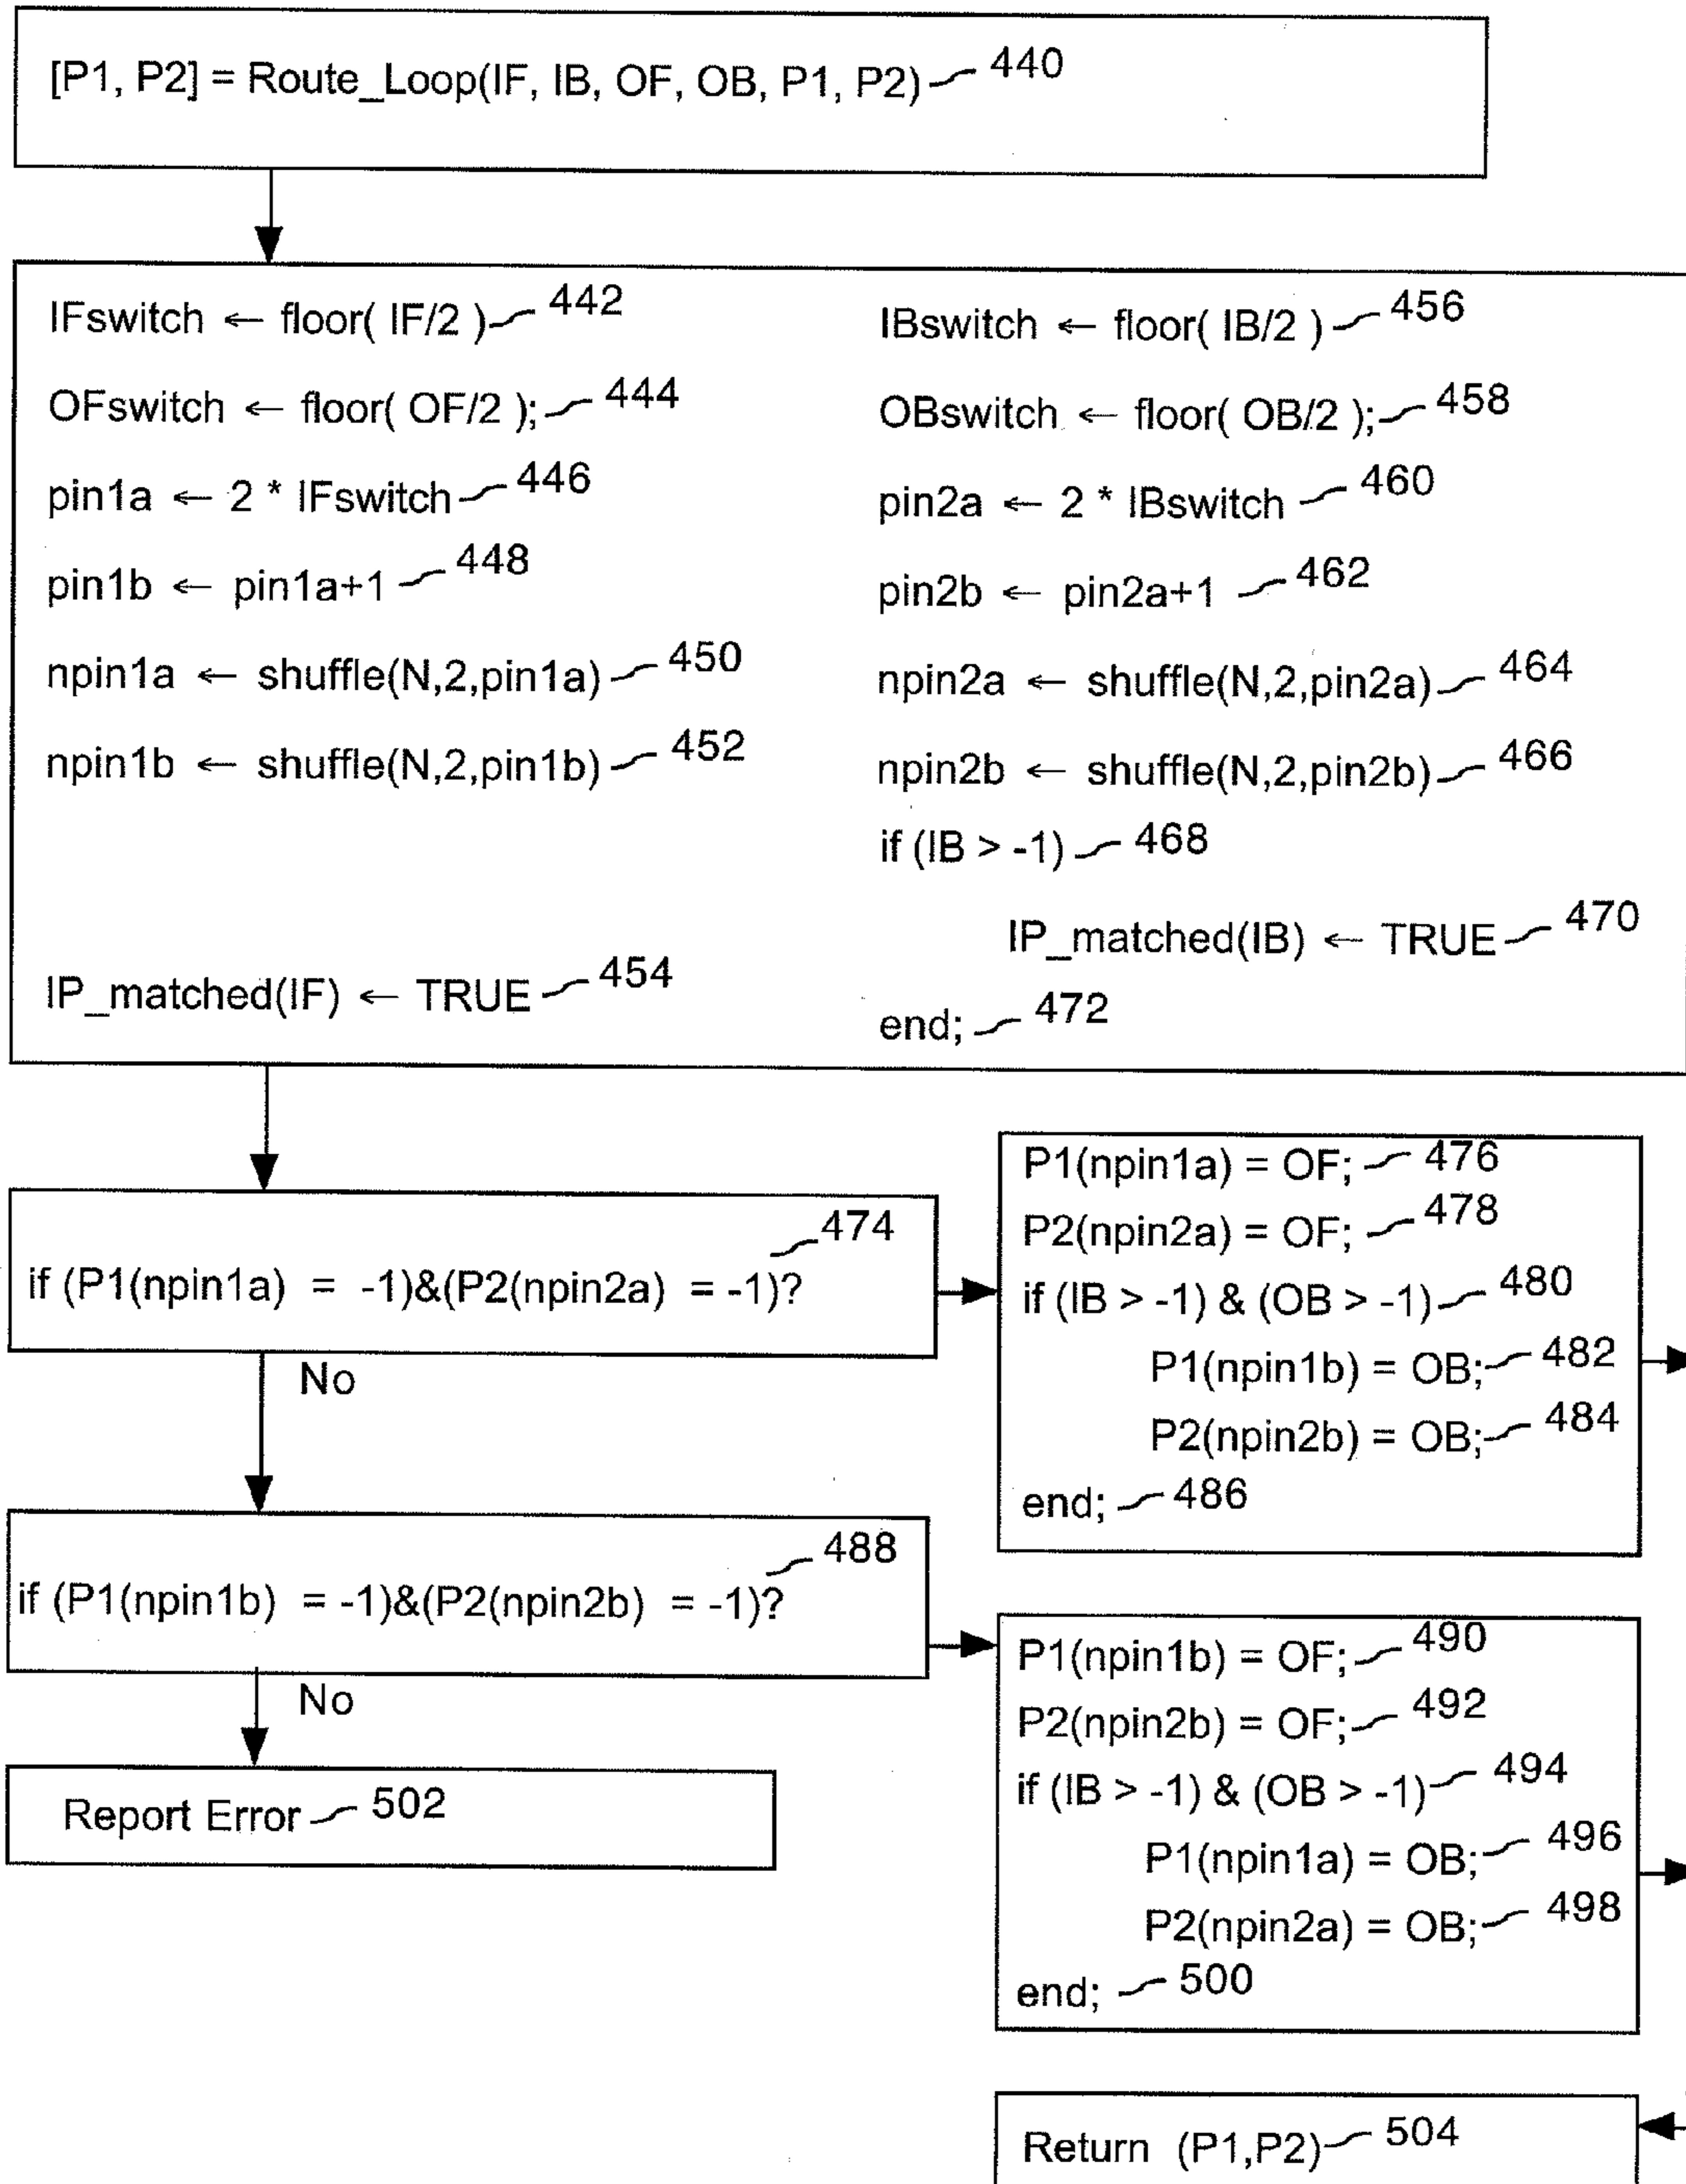 [P1, P2] = Route_Loop(IF, IB, OF, OB, P1, P2) 440
IFswitch ← floor( IF/2 ) 442
OFswitch ← floor( OF/2 ); 444
pin1a ← 2 * IFswitch 446
pin1b ← pin1a+1 448
npin1a ← shuffle(N,2,pin1a) 450
npin1b ← shuffle(N,2,pin1b) 452
IP_matched(IF) ← TRUE 454
IBswitch ← floor( IB/2 ) 456
OBswitch ← floor( OB/2 ); 458
pin2a ← 2 * IBswitch 460
pin2b ← pin2a+1 462
npin2a ← shuffle(N,2,pin2a) 464
npin2b ← shuffle(N,2,pin2b) 466
if (IB > -1) 468
IP_matched(IB) ← TRUE 470
end; 472
474
if (P1(npin1a) = -1)&(P2(npin2a) = -1)?
No
P1(npin1a) = OF; 476
P2(npin2a) = OF; 478
if (IB > -1) & (OB > -1) 480
P1(npin1b) = OB; 482
P2(npin2b) = OB; 484
end; 486
488
if (P1(npin1b) = -1)&(P2(npin2b) = -1)?
No
P1(npin1b) = OF; 490
P2(npin2b) = OF; 492
if (IB > -1) & (OB > -1) 494
P1(npin1a) = OB; 496
P2(npin2a) = OB; 498
end; 500
Report Error 502
Return (P1,P2) 504